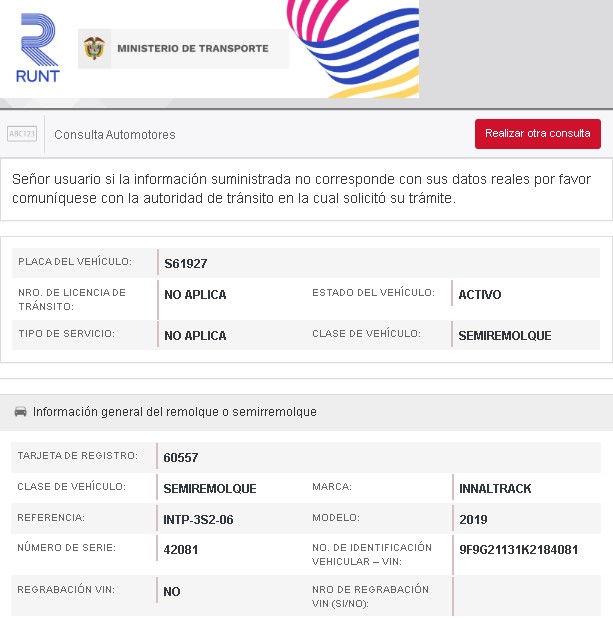 RUNT
MINISTERIO DE TRANSPORTE
ABC123
Consulta Automotores
Realizar otra consulta
Señor usuario si la información suministrada no corresponde con sus datos reales por favor
comuníquese con la autoridad de tránsito en la cual solicitó su trámite.
PLACA DEL VEHÍCULO: S61927
NRO. DE LICENCIA DE
TRÁNSITO: NO APLICA ESTADO DEL VEHÍCULO: ACTIVO
TIPO DE SERVICIO: NO APLICA CLASE DE VEHÍCULO: SEMIREMOLQUE
Información general del remolque o semirremolque
TARJETA DE REGISTRO: 60557
CLASE DE VEHÍCULO: SEMIREMOLQUE MARCA: INNALTRACK
REFERENCIA: INTP-3S2-06 MODELO: 2019
NÚMERO DE SERIE: 42081 NO. DE IDENTIFICACIÓN
VEHICULAR – VIN: 9F9G21131K2184081
REGRABACIÓN VIN: NO NRO DE REGRABACIÓN
VIN (SI/NO):